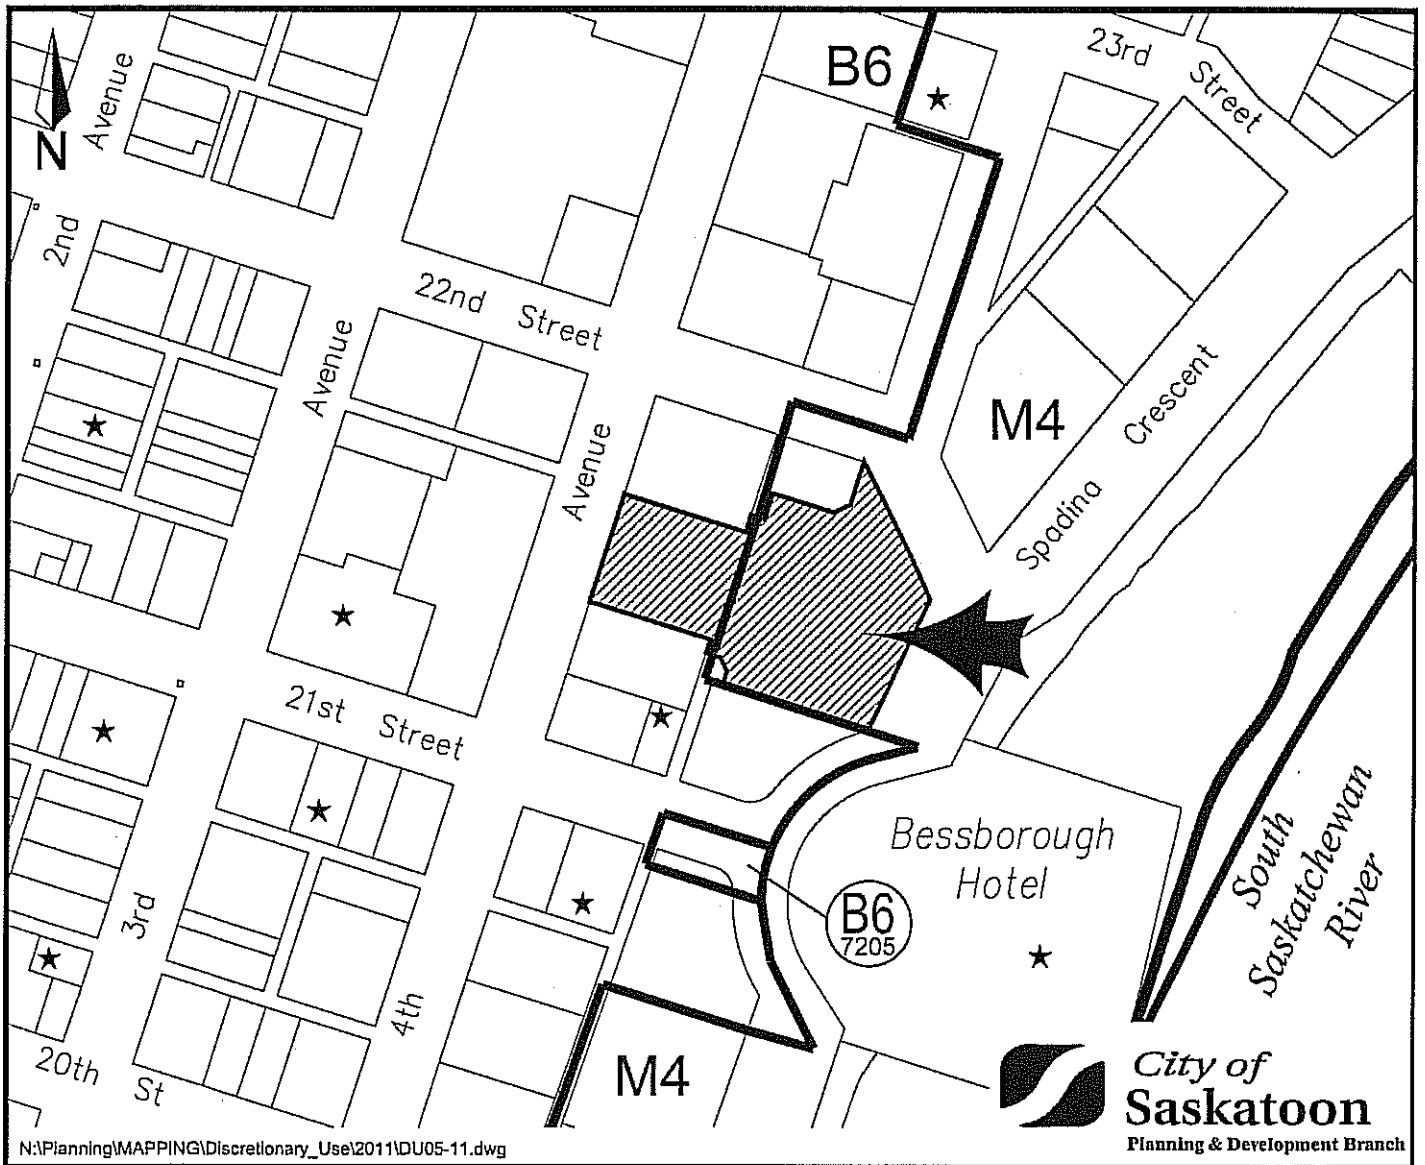 B6
23rd
Street
N
Avenue
2nd
22nd Street
Avenue
Avenue
M4
Crescent
Spadina
21st Street
Bessborough
Hotel
South
Saskatchewan
River
B6
7205
3rd
4th
20th St
M4
City of
Saskatoon
Planning & Development Branch
N:\Planning\MAPPING\Discretionary_Use\2011\DU05-11.dwg